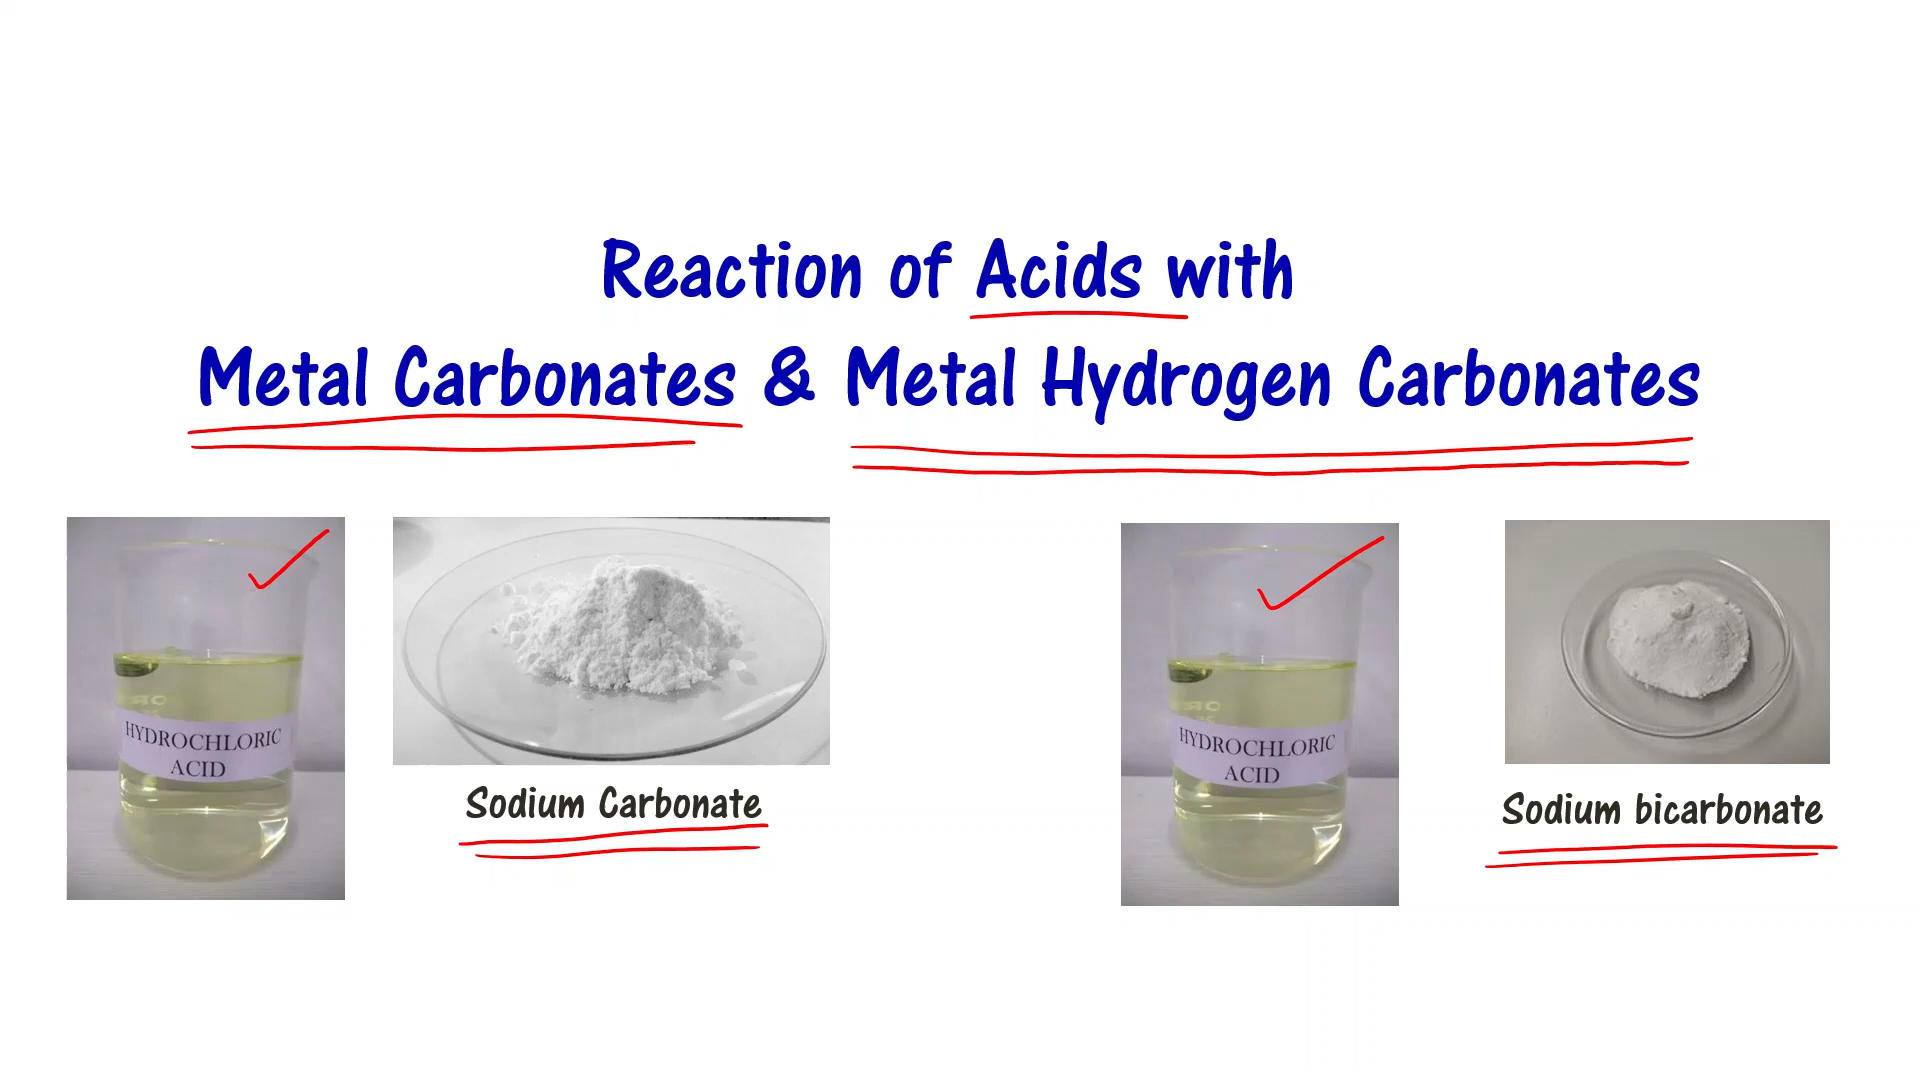 Reaction of Acids with
Metal Carbonates & Metal Hydrogen Carbonates
HYDROCHLORIC
ACID
Sodium Carbonate
HYDROCHLORIC
ACID
Sodium bicarbonate